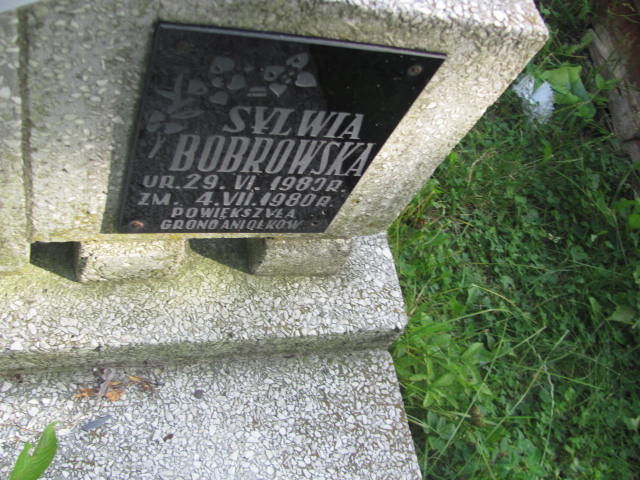 SYLWIA
BOBROWSKA
UR. 29. VI. 1980 R.
ZM. 4. VII. 1980 R.
POWIĘKSZYŁA
GRONO ANIOŁKÓW